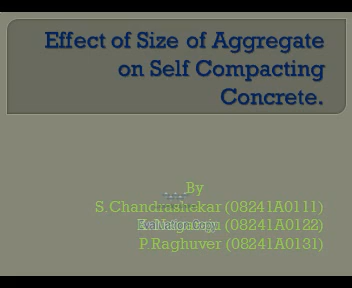 Effect of Size of Aggregate
on Self Compacting
Concrete.
By
S.Chandrashekar (08241A0111)
(08241A0122)
P.Raghuver (08241A0131)